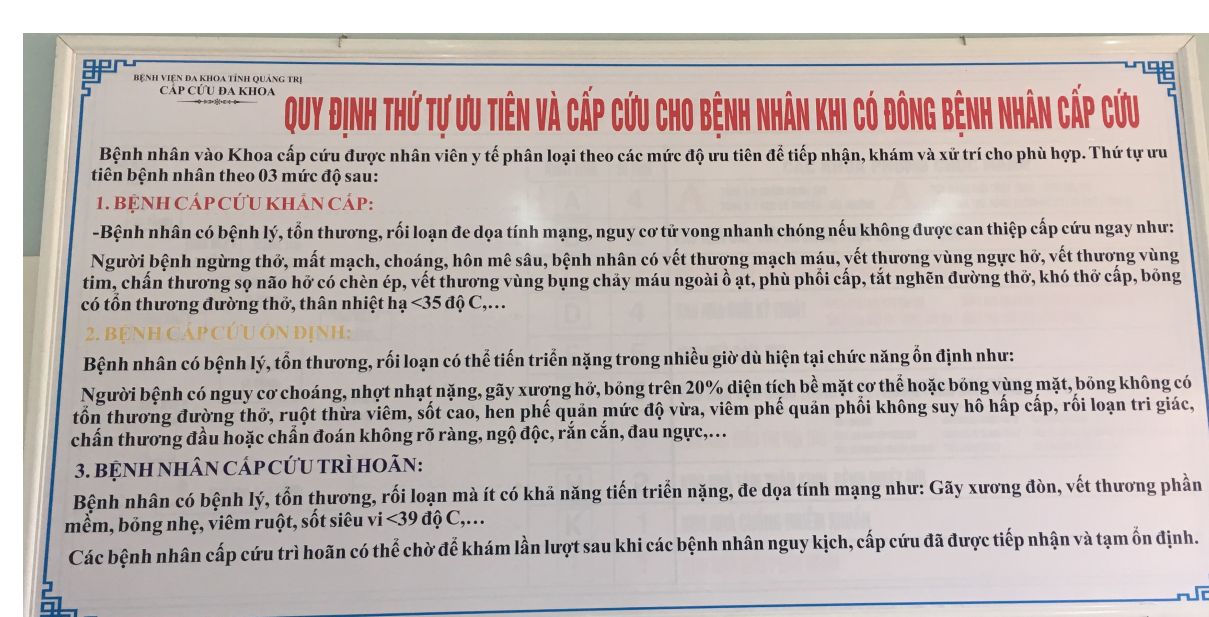 BỆNH VIỆN ĐA KHOA TỈNH QUẢNG TRỊ
CẤP CỨU ĐA KHOA
QUY ĐỊNH THỨ TỰ ƯU TIÊN VÀ CẤP CỨU CHO BỆNH NHÂN KHI CÓ ĐÔNG BỆNH NHÂN CẤP CỨU
Bệnh nhân vào Khoa cấp cứu được nhân viên y tế phân loại theo các mức độ ưu tiên để tiếp nhận, khám và xử trí cho phù hợp. Thứ tự ưu
tiên bệnh nhân theo 03 mức độ sau:
1. BỆNH CẤP CỨU KHẨN CẤP:
-Bệnh nhân có bệnh lý, tổn thương, rối loạn đe dọa tính mạng, nguy cơ tử vong nhanh chóng nếu không được can thiệp cấp cứu ngay như:
Người bệnh ngừng thở, mất mạch, choáng, hôn mê sâu, bệnh nhân có vết thương mạch máu, vết thương vùng ngực hở, vết thương vùng
tim, chấn thương sọ não hở có chèn ép, vết thương vùng bụng chảy máu ngoài ồ ạt, phù phổi cấp, tắt nghẽn đường thở, khó thở cấp, bỏng
có tổn thương đường thở, thân nhiệt hạ <35 độ C,...
2. BỆNH CẤP CỨU ỔN ĐỊNH:
Bệnh nhân có bệnh lý, tổn thương, rối loạn có thể tiến triển nặng trong nhiều giờ dù hiện tại chức năng ổn định như:
Người bệnh có nguy cơ choáng, nhợt nhạt nặng, gãy xương hở, bỏng trên 20% diện tích bề mặt cơ thể hoặc bỏng vùng mặt, bỏng không có
tổn thương đường thở, ruột thừa viêm, sốt cao, hen phế quản mức độ vừa, viêm phế quản phổi không suy hô hấp cấp, rối loạn tri giác,
chấn thương đầu hoặc chẩn đoán không rõ ràng, ngộ độc, rắn cắn, đau ngực,...
3. BỆNH NHÂN CẤP CỨU TRÌ HOÃN:
Bệnh nhân có bệnh lý, tổn thương, rối loạn mà ít có khả năng tiến triển nặng, đe dọa tính mạng như: Gãy xương đòn, vết thương phần
mềm, bỏng nhẹ, viêm ruột, sốt siêu vi <39 độ C,...
Các bệnh nhân cấp cứu trì hoãn có thể chờ để khám lần lượt sau khi các bệnh nhân nguy kịch, cấp cứu đã được tiếp nhận và tạm ổn định.